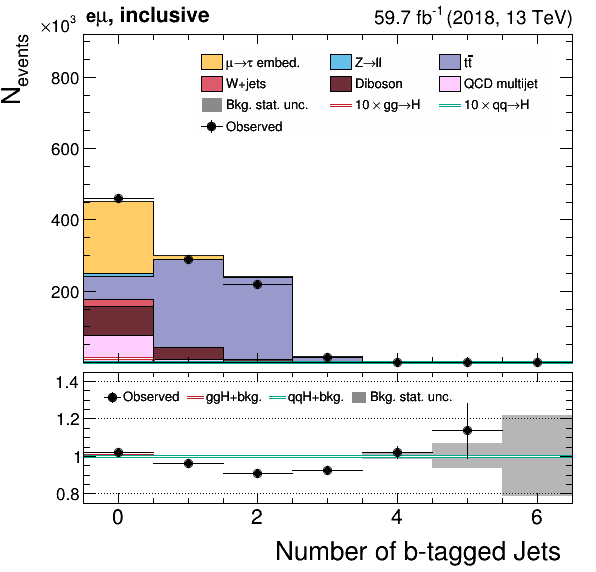 ×10³ eμ, inclusive 59.7 fb⁻¹ (2018, 13 TeV)
N_events
800
600
400
200
μ→τ embed. Z→ll tt̄
W+jets Diboson QCD multijet
Bkg. stat. unc. 10 × gg→H 10 × qq→H
Observed
1.4
1.2
1
0.8
Observed ggH+bkg. qqH+bkg. Bkg. stat. unc.
0 2 4 6
Number of b-tagged Jets